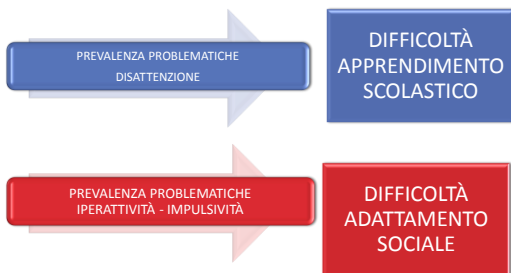 PREVALENZA PROBLEMATICHE
DISATTENZIONE
DIFFICOLTÀ
APPRENDIMENTO
SCOLASTICO
PREVALENZA PROBLEMATICHE
IPERATTIVITÀ - IMPULSIVITÀ
DIFFICOLTÀ
ADATTAMENTO
SOCIALE